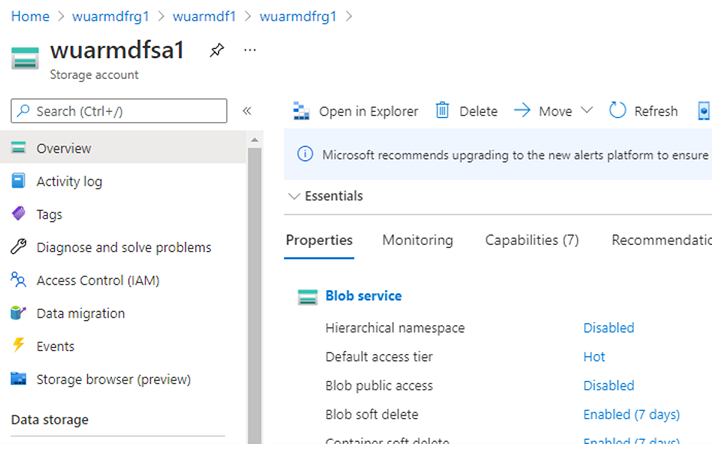 Home > wuarmdfrg1 > wuarmdf1 > wuarmdfrg1 >
wuarmdfsa1 ...
Storage account
Search (Ctrl+/) «
Open in Explorer Delete Move Refresh
Overview
Microsoft recommends upgrading to the new alerts platform to ensure
Activity log
Essentials
Tags
Properties Monitoring Capabilities (7) Recommendatio
Diagnose and solve problems
Access Control (IAM)
Blob service
Data migration
Hierarchical namespace Disabled
Events
Default access tier Hot
Storage browser (preview)
Blob public access Disabled
Data storage
Blob soft delete Enabled (7 days)
Container soft delete Enabled (7 days)